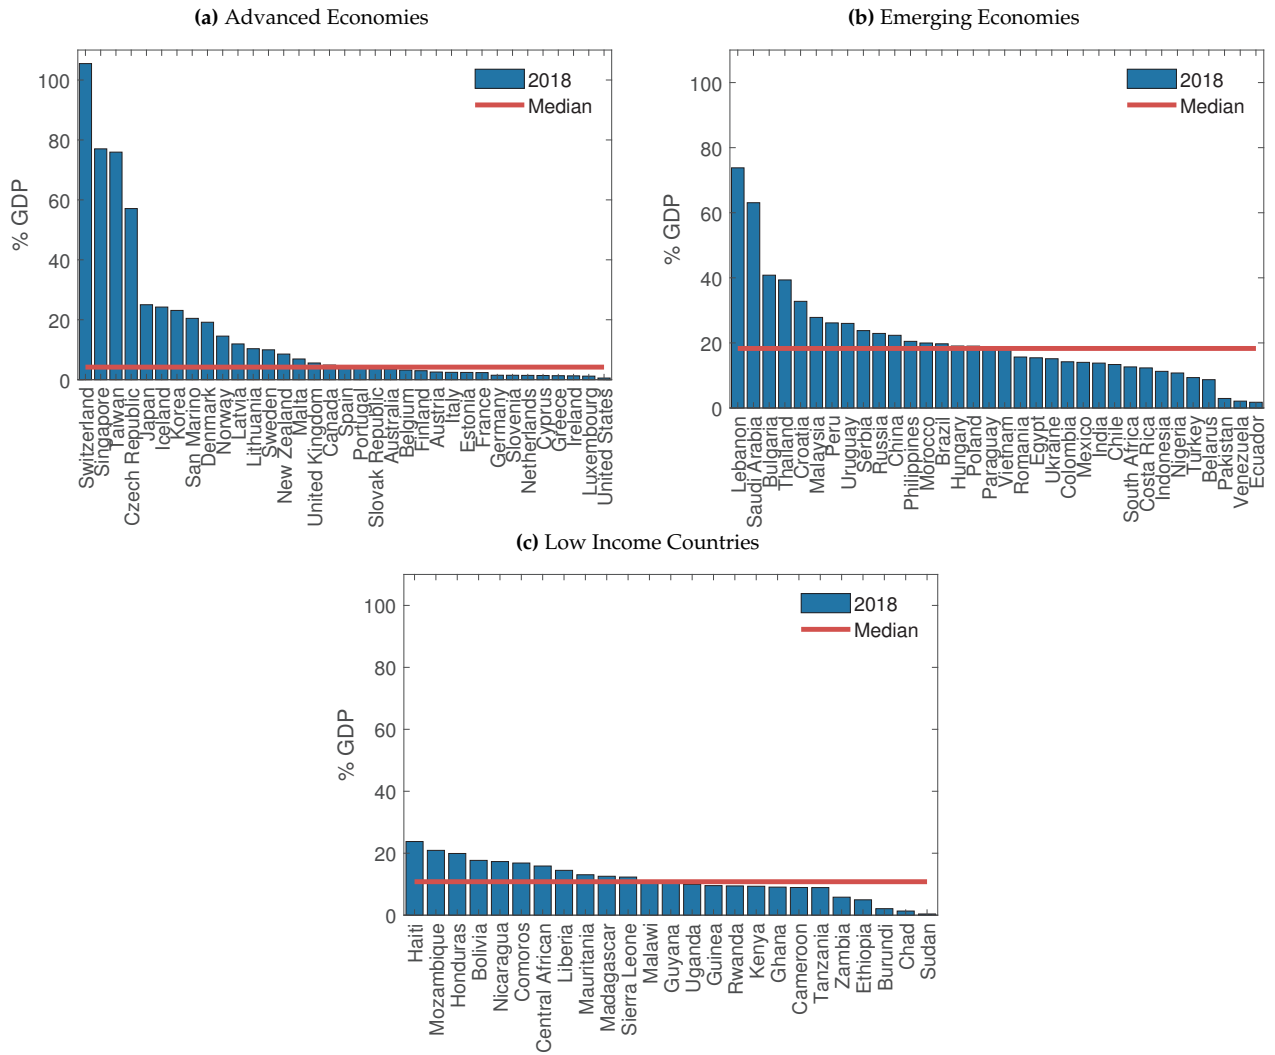 (a) Advanced Economies
100
80
60
40
20
0
% GDP
2018
Median
Switzerland
Singapore
Taiwan
Czech Republic
Japan
Iceland
Korea
San Marino
Denmark
Norway
Latvia
Lithuania
Sweden
New Zealand
Malta
United Kingdom
Canada
Spain
Portugal
Slovak Republic
Australia
Belgium
Finland
Austria
Italy
Estonia
France
Germany
Slovenia
Netherlands
Cyprus
Greece
Ireland
Luxembourg
United States
(b) Emerging Economies
100
80
60
40
20
0
% GDP
2018
Median
Lebanon
Saudi Arabia
Bulgaria
Thailand
Croatia
Malaysia
Peru
Uruguay
Serbia
Russia
China
Philippines
Morocco
Brazil
Hungary
Poland
Paraguay
Vietnam
Romania
Egypt
Ukraine
Colombia
Mexico
India
Chile
South Africa
Costa Rica
Indonesia
Nigeria
Turkey
Belarus
Pakistan
Venezuela
Ecuador
(c) Low Income Countries
100
80
60
40
20
0
% GDP
2018
Median
Haiti
Mozambique
Honduras
Bolivia
Nicaragua
Comoros
Central African
Liberia
Mauritania
Madagascar
Sierra Leone
Malawi
Guyana
Uganda
Guinea
Rwanda
Kenya
Ghana
Cameroon
Tanzania
Zambia
Ethiopia
Burundi
Chad
Sudan